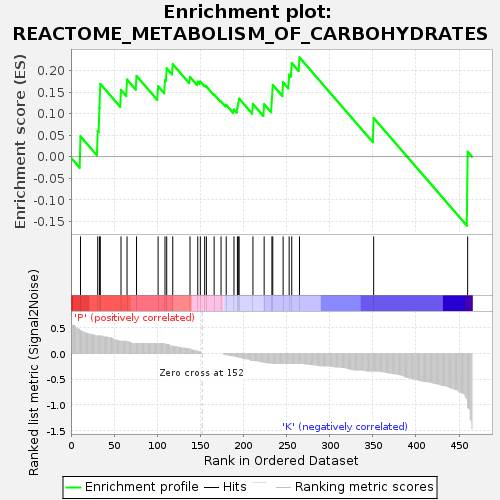 Enrichment plot:
REACTOME_METABOLISM_OF_CARBOHYDRATES
Enrichment score (ES)
0.20
0.15
0.10
0.05
0.00
-0.05
-0.10
-0.15
'P' (positively correlated)
Ranked list metric (Signal2Noise)
0.5
0.0
-0.5
-1.0
-1.5
Zero cross at 152
'K' (negatively correlated)
0 50 100 150 200 250 300 350 400 450
Rank in Ordered Dataset
Enrichment profile Hits Ranking metric scores